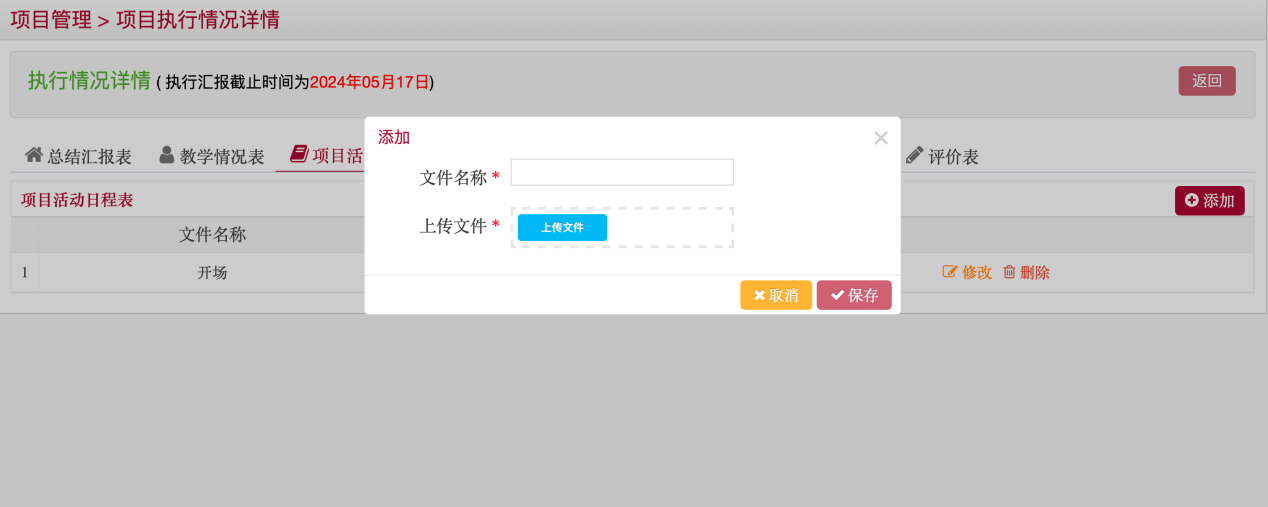 项目管理 > 项目执行情况详情
执行情况详情 ( 执行汇报截止时间为2024年05月17日)
返回
总结汇报表 教学情况表 项目活 评价表
添加
文件名称 *
上传文件 * 上传文件
取消 保存
项目活动日程表 添加
文件名称
1 开场 修改 删除